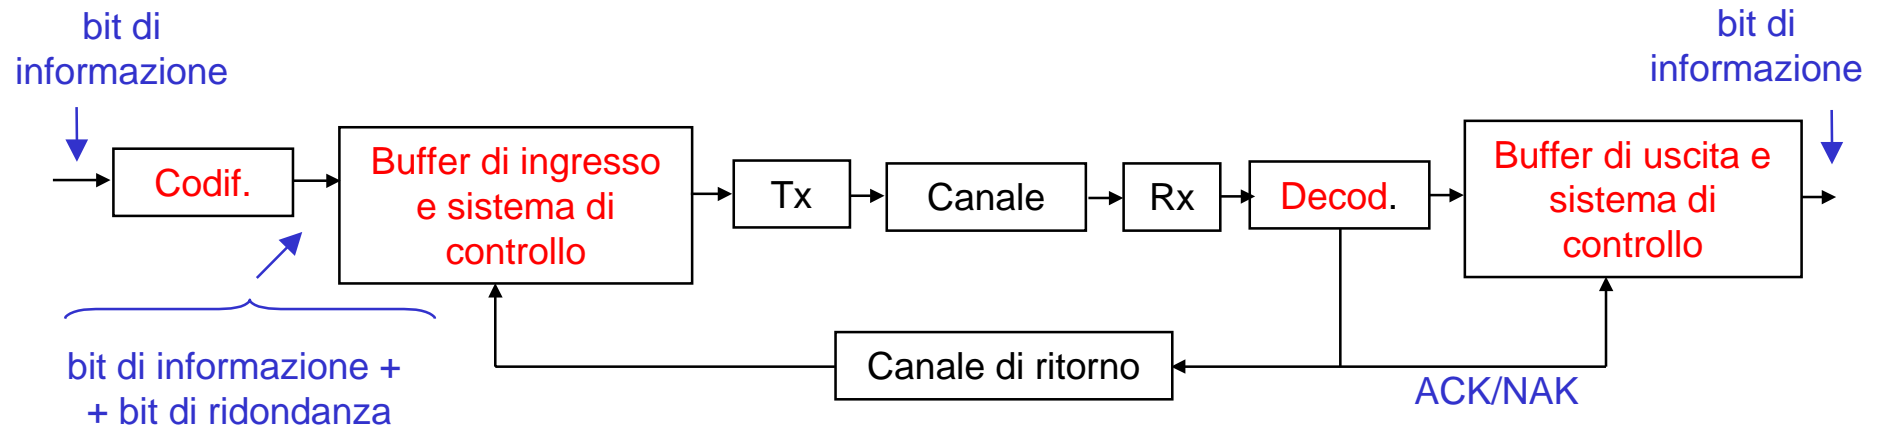 bit di
informazione
bit di
informazione
Codif.
Buffer di ingresso
e sistema di
controllo
Tx
Canale
Rx
Decod.
Buffer di uscita e
sistema di
controllo
bit di informazione +
+ bit di ridondanza
Canale di ritorno
ACK/NAK